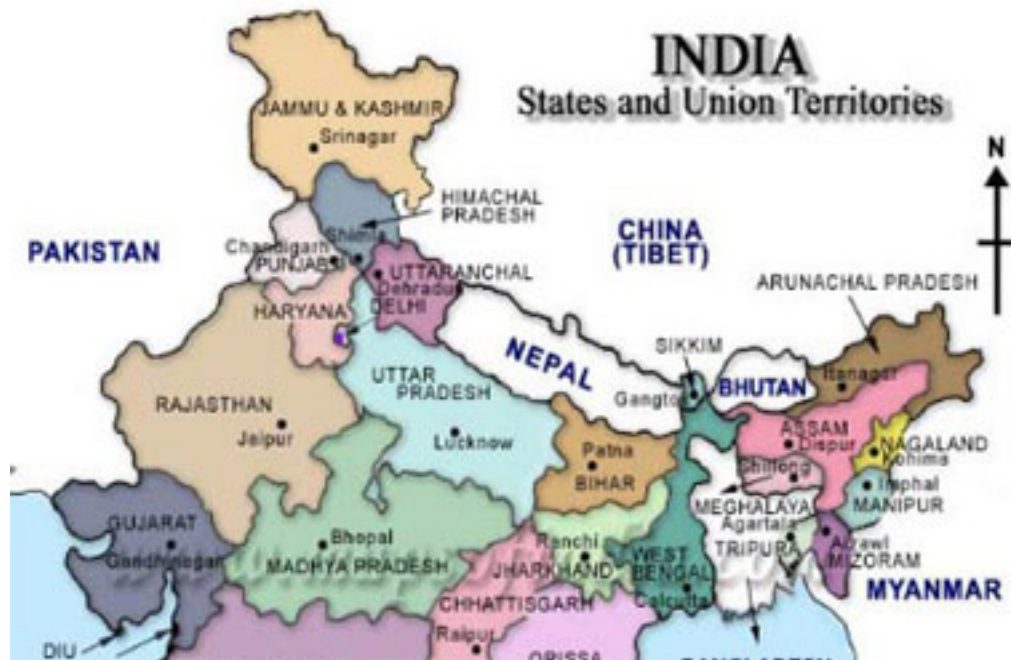 INDIA
States and Union Territories
N
JAMMU & KASHMIR
Srinagar
HIMACHAL
PRADESH
Shimla
PAKISTAN
CHINA
(TIBET)
Chandigarh
PUNJAB
UTTARANCHAL
Dehradun
ARUNACHAL PRADESH
HARYANA
DELHI
NEPAL
SIKKIM
UTTAR
PRADESH
BHUTAN
Itanagar
Gangtok
RAJASTHAN
Jaipur
Lucknow
ASSAM
Dispur
NAGALAND
Kohima
Patna
BIHAR
Shillong
Imphal
MEGHALAYA
MANIPUR
GUJARAT
Gandhinagar
Bhopal
MADHYA PRADESH
Ranchi
JHARKHAND
WEST
BENGAL
Calcutta
Agartala
TRIPURA
MIZORAM
MYANMAR
CHHATTISGARH
Raipur
DIU
ORISSA
BANGLADESH